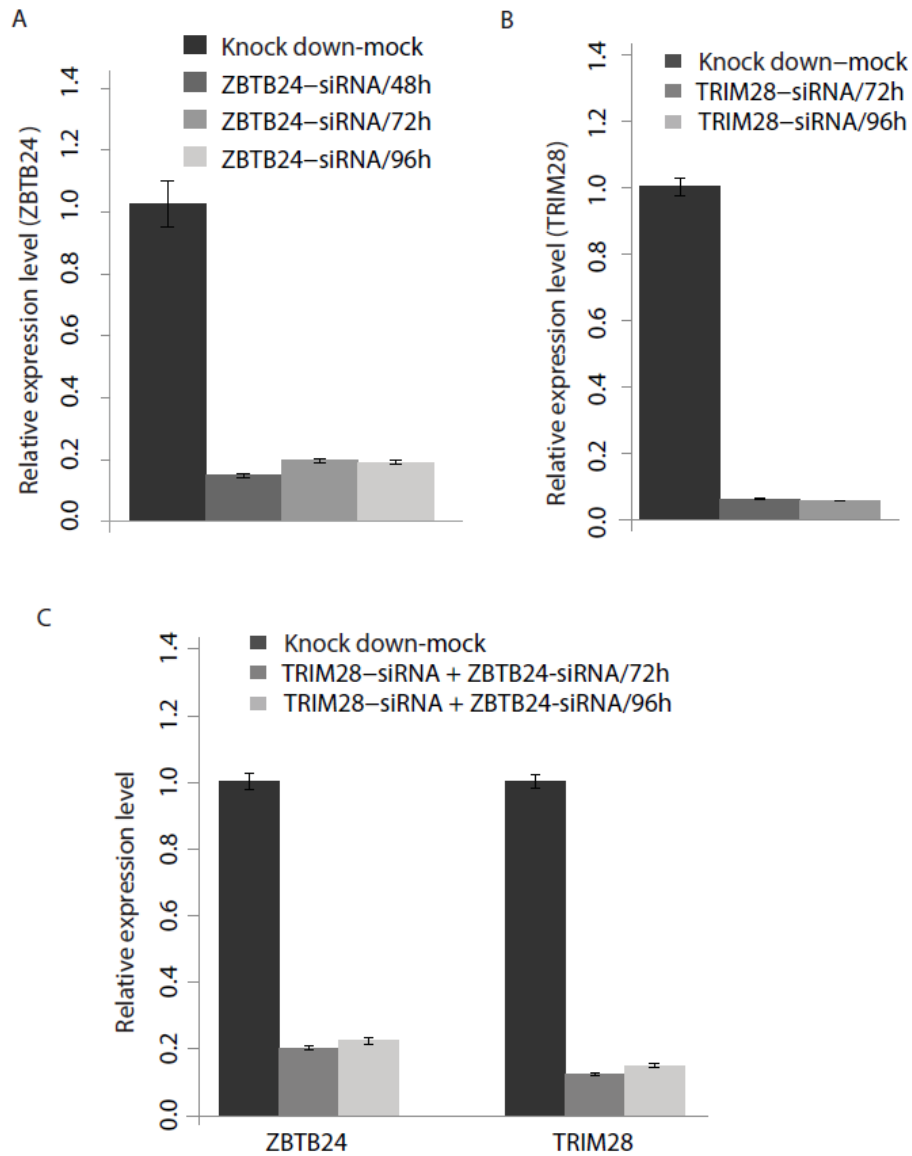 A
Knock down-mock
ZBTB24–siRNA/48h
ZBTB24–siRNA/72h
ZBTB24–siRNA/96h
Relative expression level (ZBTB24)
1.4
1.2
1.0
0.8
0.6
0.4
0.2
0.0
B
Knock down–mock
TRIM28–siRNA/72h
TRIM28–siRNA/96h
Relative expression level (TRIM28)
1.4
1.2
1.0
0.8
0.6
0.4
0.2
0.0
C
Knock down-mock
TRIM28–siRNA + ZBTB24-siRNA/72h
TRIM28–siRNA + ZBTB24-siRNA/96h
Relative expression level
1.4
1.2
1.0
0.8
0.6
0.4
0.2
0.0
ZBTB24 TRIM28